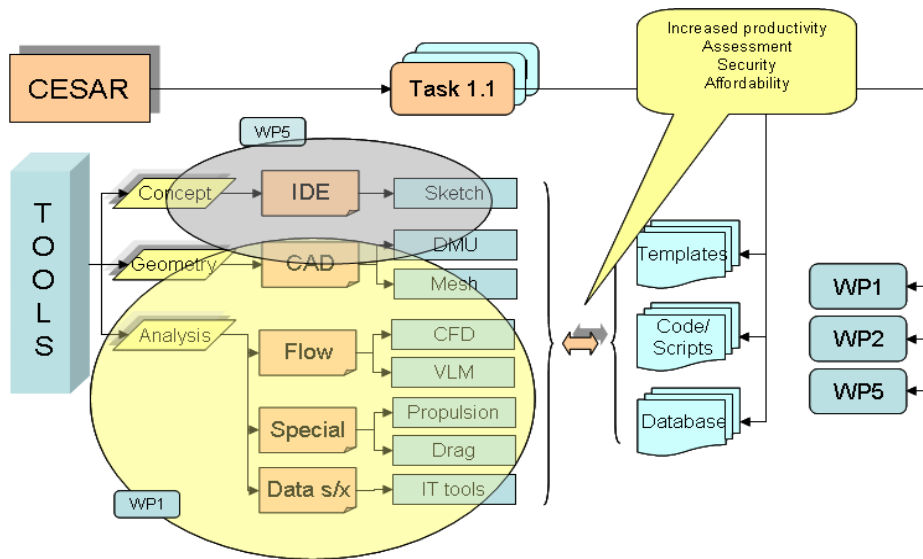 Increased productivity
Assessment
Security
Affordability
CESAR
Task 1.1
WP5
TOOLS
Concept
IDE
Sketch
Geometry
CAD
DMU
Mesh
Analysis
Flow
CFD
VLM
Special
Propulsion
Drag
Data s/x
IT tools
WP1
Templates
Code/
Scripts
Database
WP1
WP2
WP5